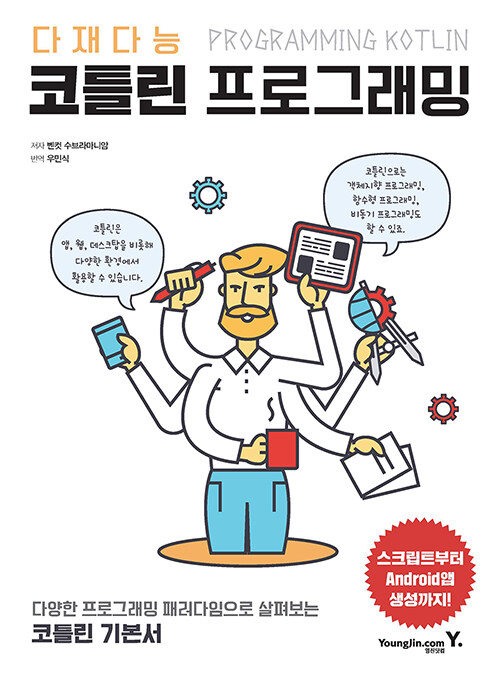 다재다능 PROGRAMMING KOTLIN
코틀린 프로그래밍
저자 벤컷 수브라마니암
번역 우민식
코틀린으로는
객체지향 프로그래밍,
함수형 프로그래밍,
비동기 프로그래밍도
할 수 있죠.
코틀린은
앱, 웹, 데스크탑을 비롯해
다양한 환경에서
활용할 수 있습니다.
스크립트부터
Android앱
생성까지!
다양한 프로그래밍 패러다임으로 살펴보는
코틀린 기본서
YoungJin.com Y.
영진닷컴